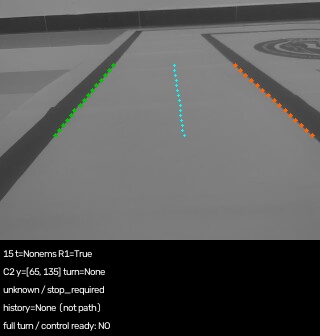 15 t=Nonems R1=True
C2 y=[65, 135] turn=None
unknown / stop_required
history=None (not path)
full turn / control ready: NO